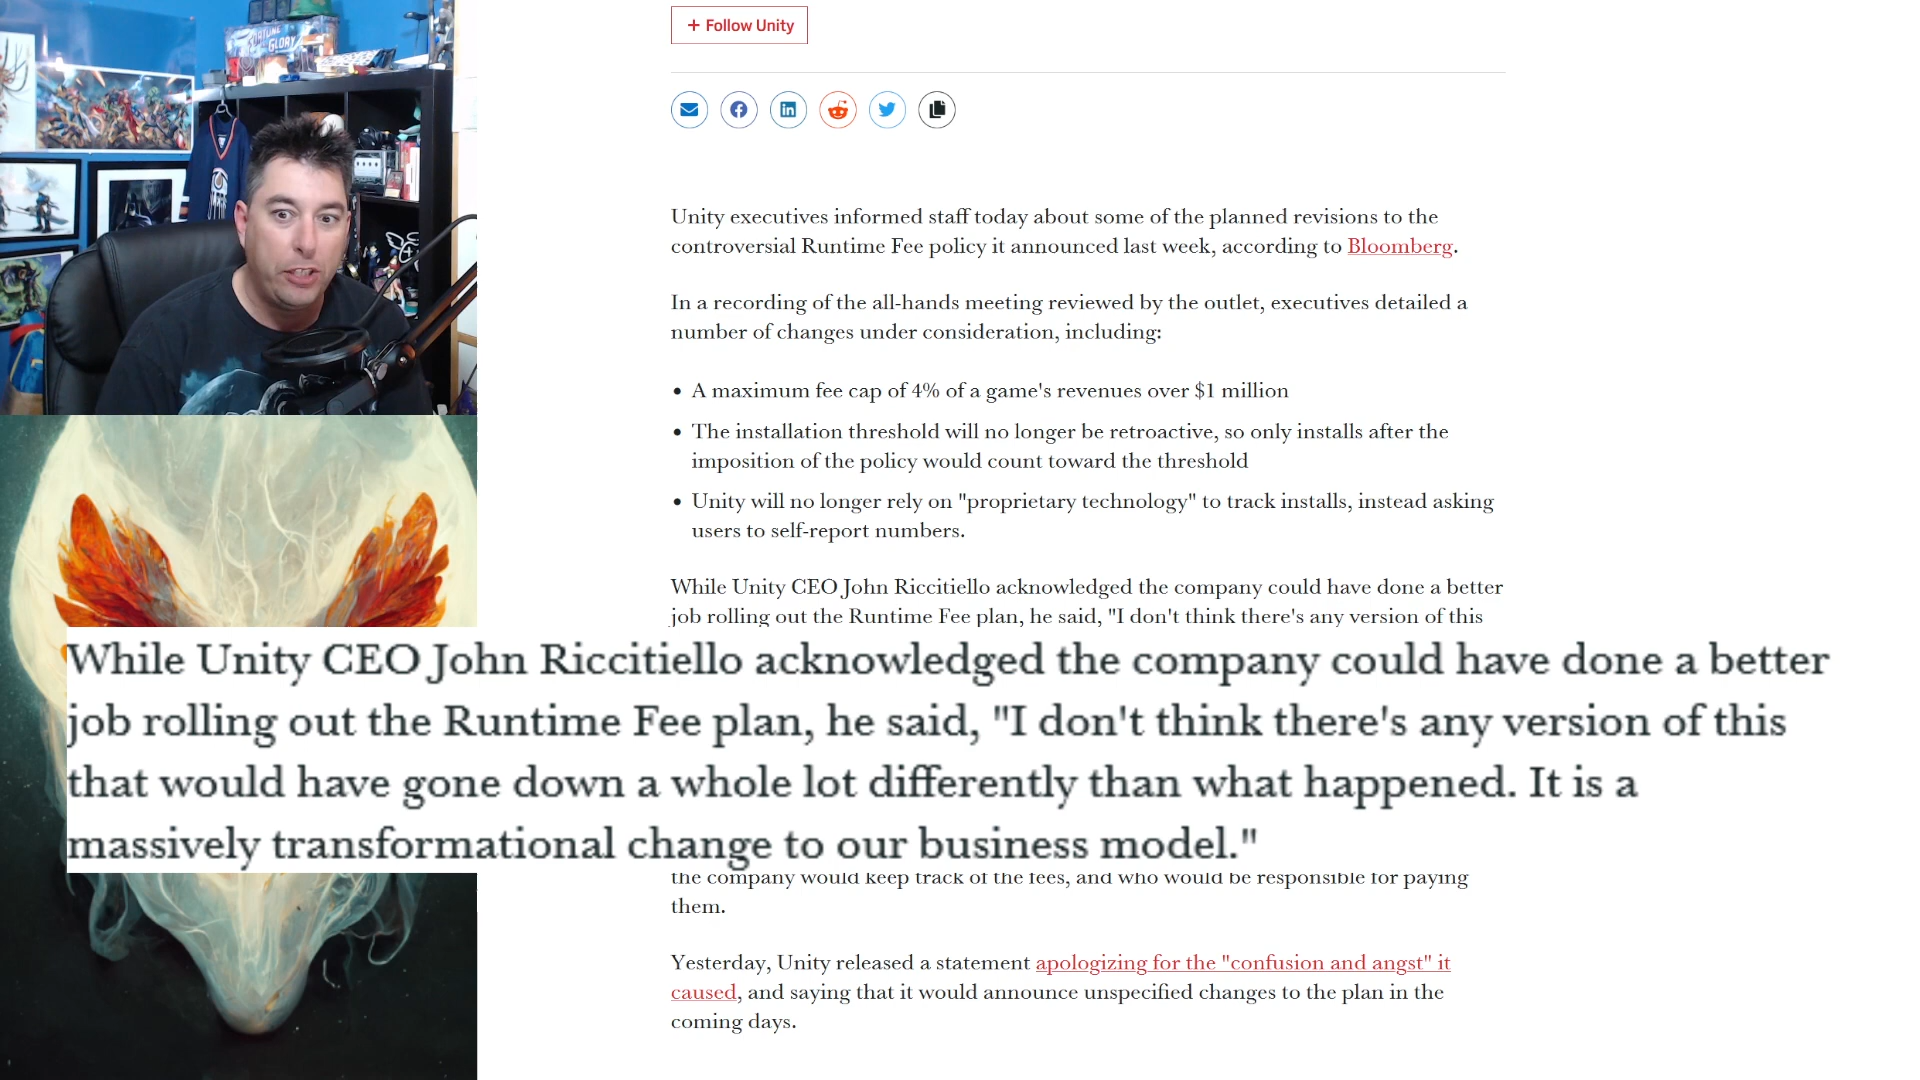 FORTUNE
GLORY
+ Follow Unity
Unity executives informed staff today about some of the planned revisions to the
controversial Runtime Fee policy it announced last week, according to Bloomberg.
In a recording of the all-hands meeting reviewed by the outlet, executives detailed a
number of changes under consideration, including:
• A maximum fee cap of 4% of a game's revenues over $1 million
• The installation threshold will no longer be retroactive, so only installs after the
imposition of the policy would count toward the threshold
• Unity will no longer rely on "proprietary technology" to track installs, instead asking
users to self-report numbers.
While Unity CEO John Riccitiello acknowledged the company could have done a better
job rolling out the Runtime Fee plan, he said, "I don't think there's any version of this
While Unity CEO John Riccitiello acknowledged the company could have done a better
job rolling out the Runtime Fee plan, he said, "I don't think there's any version of this
that would have gone down a whole lot differently than what happened. It is a
massively transformational change to our business model."
the company would keep track of the fees, and who would be responsible for paying
them.
Yesterday, Unity released a statement apologizing for the "confusion and angst" it
caused, and saying that it would announce unspecified changes to the plan in the
coming days.